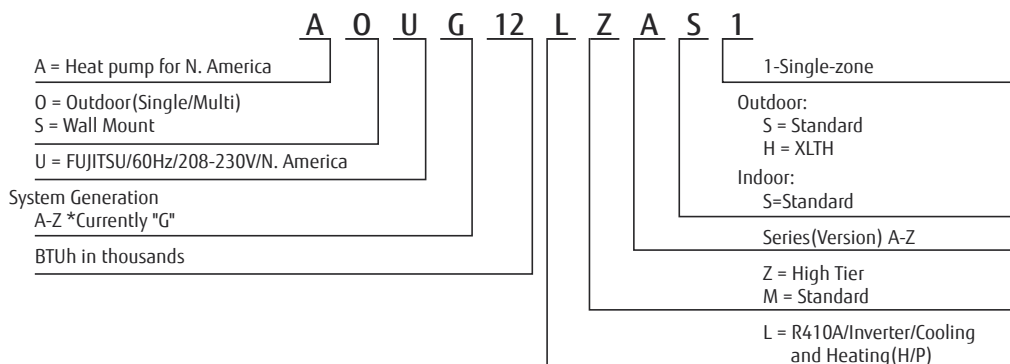 A O U G 12 L Z A S 1
A = Heat pump for N. America
O = Outdoor(Single/Multi)
S = Wall Mount
U = FUJITSU/60Hz/208-230V/N. America
System Generation
A-Z *Currently "G"
BTUh in thousands
1-Single-zone
Outdoor:
S = Standard
H = XLTH
Indoor:
S=Standard
Series(Version) A-Z
Z = High Tier
M = Standard
L = R410A/Inverter/Cooling
and Heating(H/P)